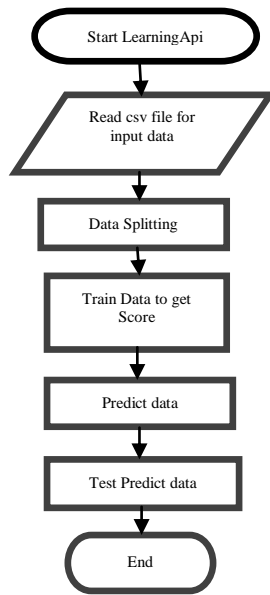 Start LearningApi
Read csv file for
input data
Data Splitting
Train Data to get
Score
Predict data
Test Predict data
End